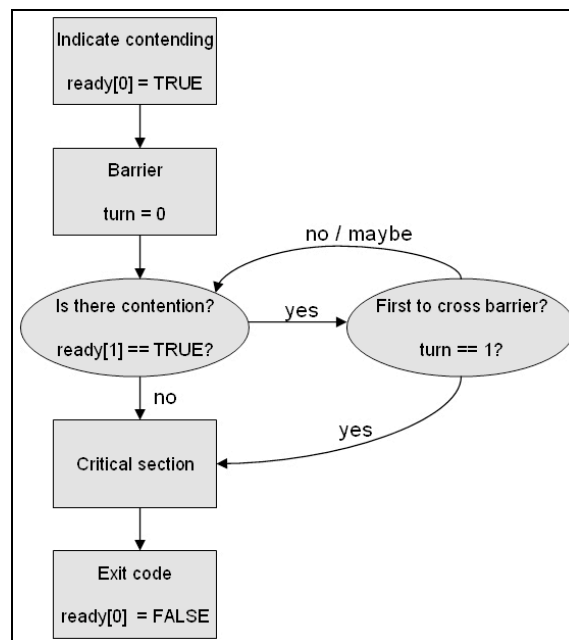 Indicate contending
ready[0] = TRUE
Barrier
turn = 0
no / maybe
Is there contention?
ready[1] == TRUE?
yes
First to cross barrier?
turn == 1?
no
yes
Critical section
Exit code
ready[0] = FALSE